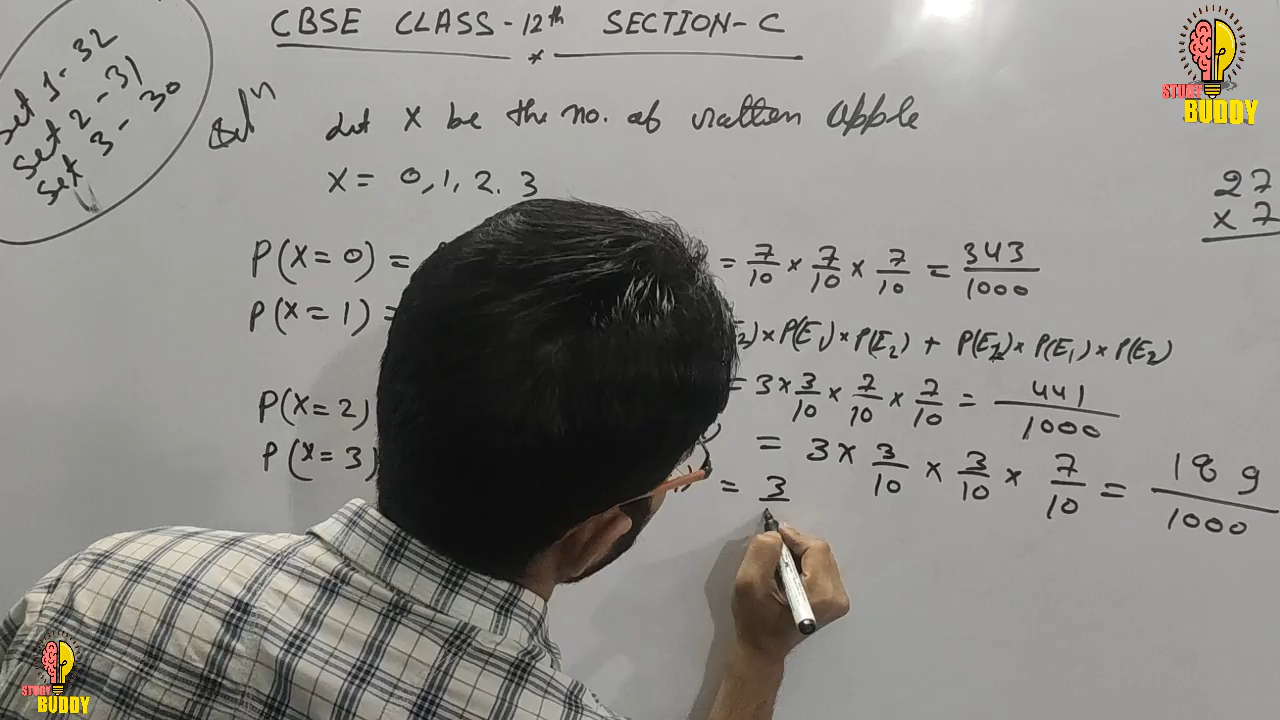 CBSE CLASS-12th SECTION-C
Set 1-32
Set 2-31
Set 3-30
Solⁿ Let X be the no. of rotten Apple
X = 0, 1, 2. 3
27
× 7
P(X=0) = = 7/10 × 7/10 × 7/10 = 343/1000
P(X=1) = ) × P(E₁) × P(E₂) + P(E₂) × P(E₁) × P(E₂)
= 3 × 3/10 × 7/10 × 7/10 = 441/1000
P(X=2) = 3 × 3/10 × 3/10 × 7/10 = 189/1000
P(X=3) = 3
STUDY BUDDY
STUDY BUDDY